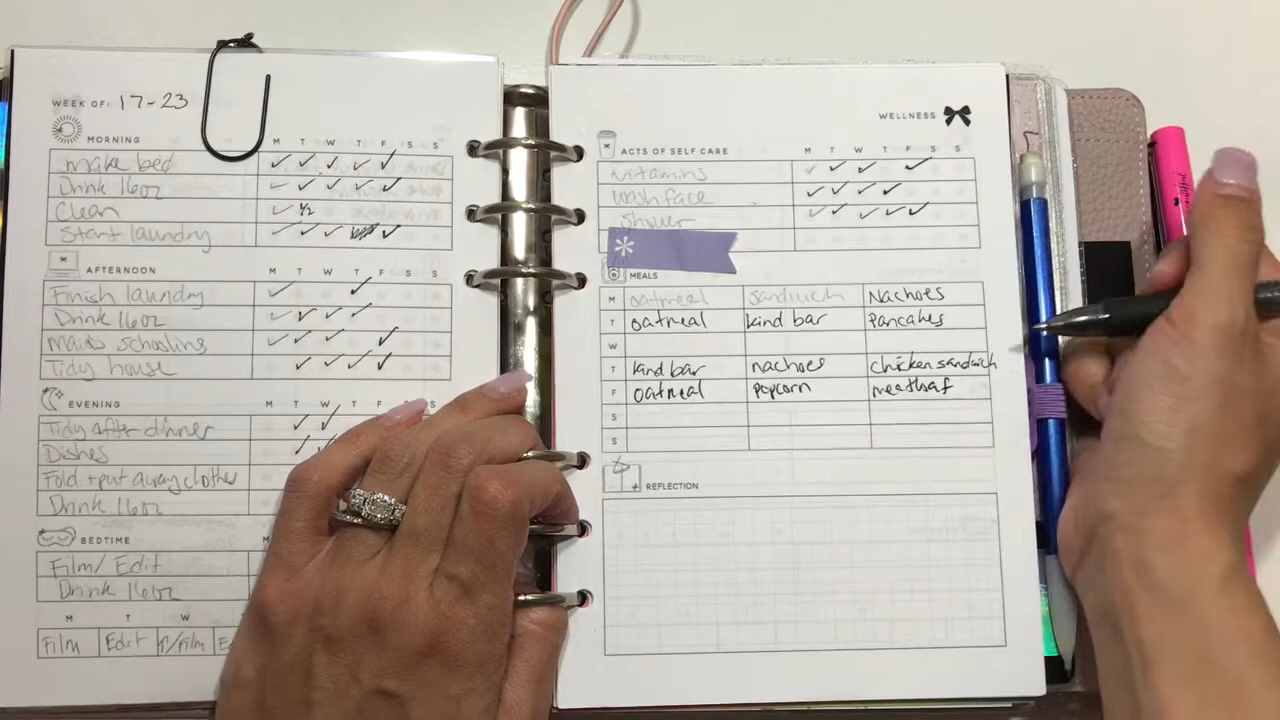 WEEK OF: 17-23
MORNING M T W T F S S
make bed
Drink 16oz
Clean 1/2
Start laundry
AFTERNOON M T W T F S S
Finish laundry
Drink 16oz
Main schooling
Tidy house
EVENING M T W T F S S
Tidy after dinner
Dishes
Fold + put away clothes
Drink 16oz
BEDTIME
Film/ Edit
Drink 16oz
M T W
Film Edit
WELLNESS
ACTS OF SELF CARE M T W T F S S
vitamins
wash face
Shower
MEALS
M oatmeal sandwich Nachoes
T oatmeal kind bar Pancakes
W
T kind bar nachoes chicken sandwich
F oatmeal popcorn meatloaf
S
S
REFLECTION